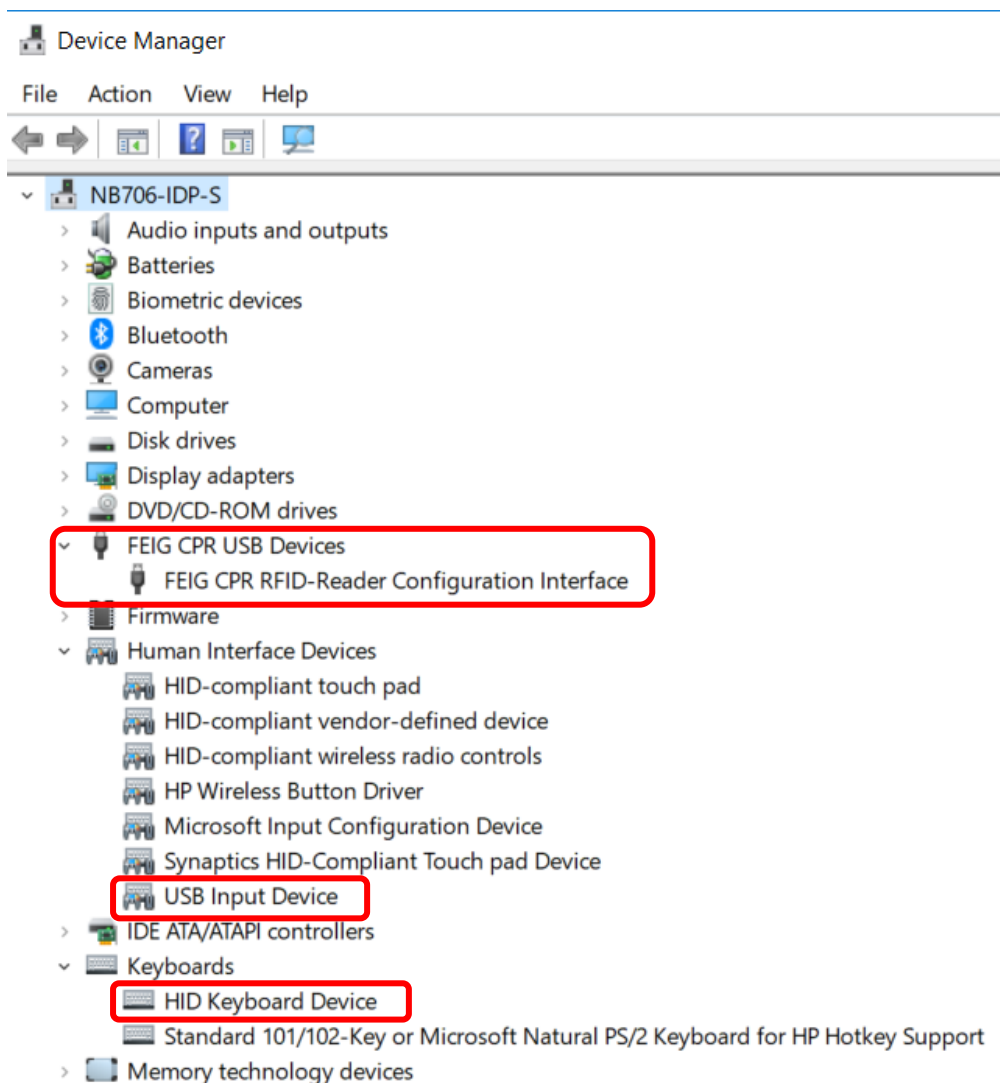 Device Manager
File Action View Help
NB706-IDP-S
Audio inputs and outputs
Batteries
Biometric devices
Bluetooth
Cameras
Computer
Disk drives
Display adapters
DVD/CD-ROM drives
FEIG CPR USB Devices
FEIG CPR RFID-Reader Configuration Interface
Firmware
Human Interface Devices
HID-compliant touch pad
HID-compliant vendor-defined device
HID-compliant wireless radio controls
HP Wireless Button Driver
Microsoft Input Configuration Device
Synaptics HID-Compliant Touch pad Device
USB Input Device
IDE ATA/ATAPI controllers
Keyboards
HID Keyboard Device
Standard 101/102-Key or Microsoft Natural PS/2 Keyboard for HP Hotkey Support
Memory technology devices